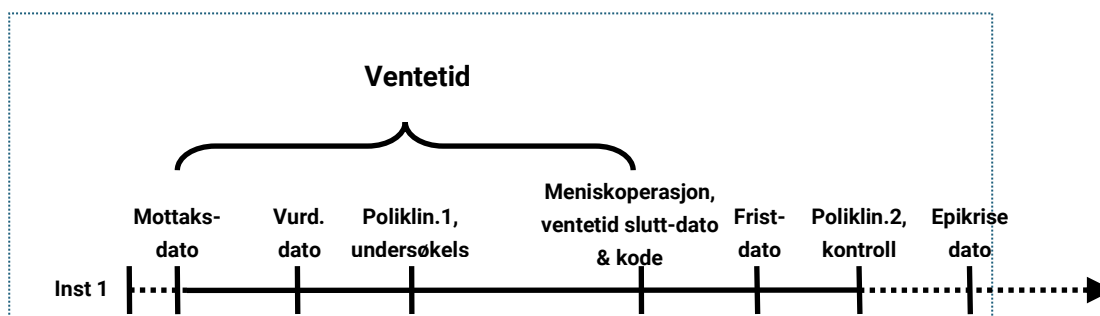 Ventetid
Mottaks-
dato
Vurd.
dato
Poliklin.1,
undersøkels
Meniskoperasjon,
ventetid slutt-dato
& kode
Frist-
dato
Poliklin.2,
kontroll
Epikrise
dato
Inst 1